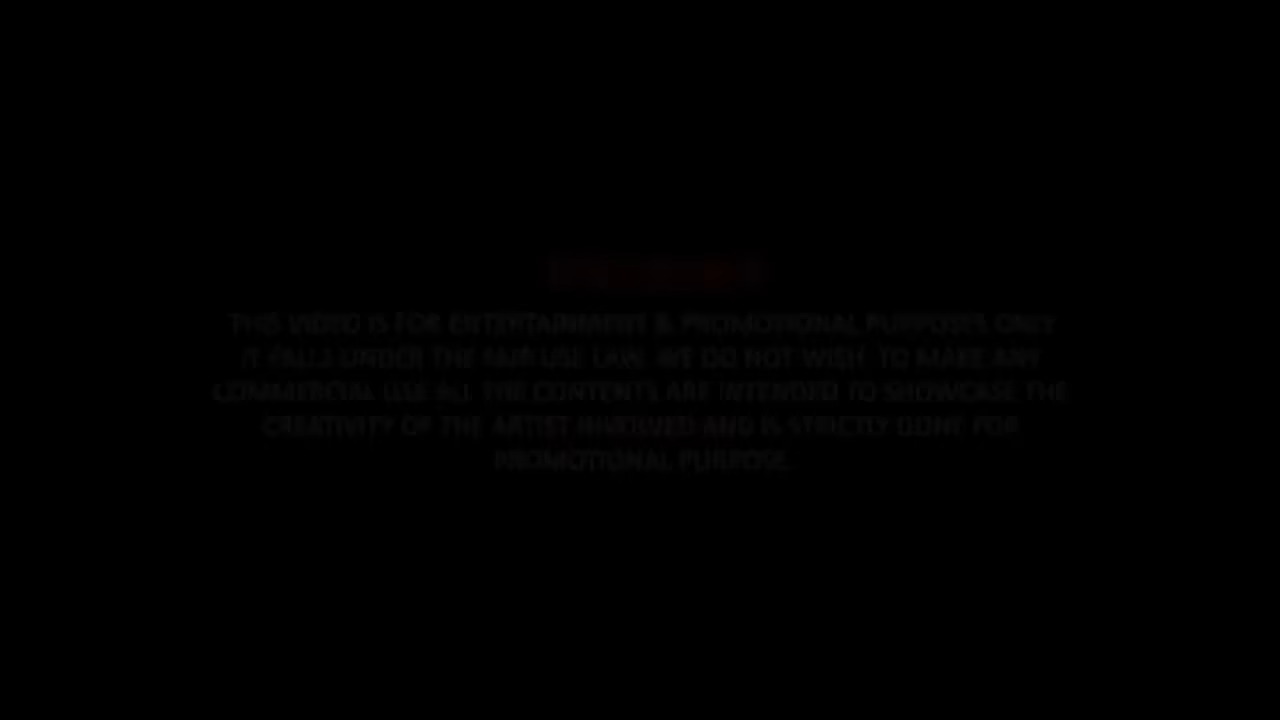 THIS VIDEO IS FOR ENTERTAINMENT & PROMOTIONAL PURPOSES ONLY
IT FALLS UNDER THE FAIR USE LAW. WE DO NOT WISH TO MAKE ANY
COMMERCIAL USE ALL THE CONTENTS ARE INTENDED TO SHOWCASE THE
CREATIVITY OF THE ARTIST INVOLVED AND IS STRICTLY DONE FOR
PROMOTIONAL PURPOSE.